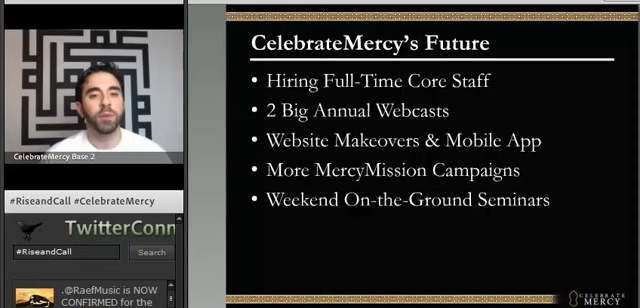 CelebrateMercy's Future
• Hiring Full-Time Core Staff
• 2 Big Annual Webcasts
• Website Makeovers & Mobile App
• More MercyMission Campaigns
• Weekend On-the-Ground Seminars
CelebrateMercy Base 2
#RiseandCall #CelebrateMercy
TwitterConn
#RiseandCall
Search
.@RaefMusic is NOW
CONFIRMED for the
CELEBRATE
MERCY